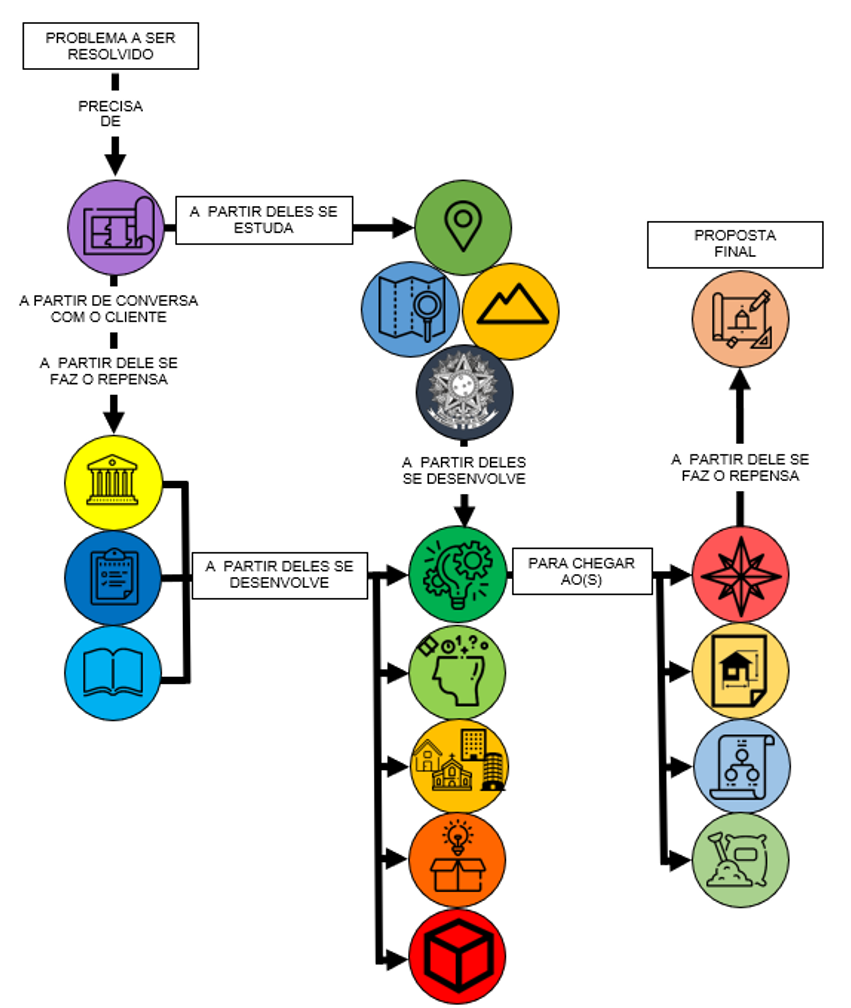 PROBLEMA A SER
RESOLVIDO
PRECISA
DE
A PARTIR DELES SE
ESTUDA
A PARTIR DE CONVERSA
COM O CLIENTE
A PARTIR DELE SE
FAZ O REPENSA
A PARTIR DELES
SE DESENVOLVE
A PARTIR DELES SE
DESENVOLVE
PARA CHEGAR
AO(S)
PROPOSTA
FINAL
A PARTIR DELE SE
FAZ O REPENSA